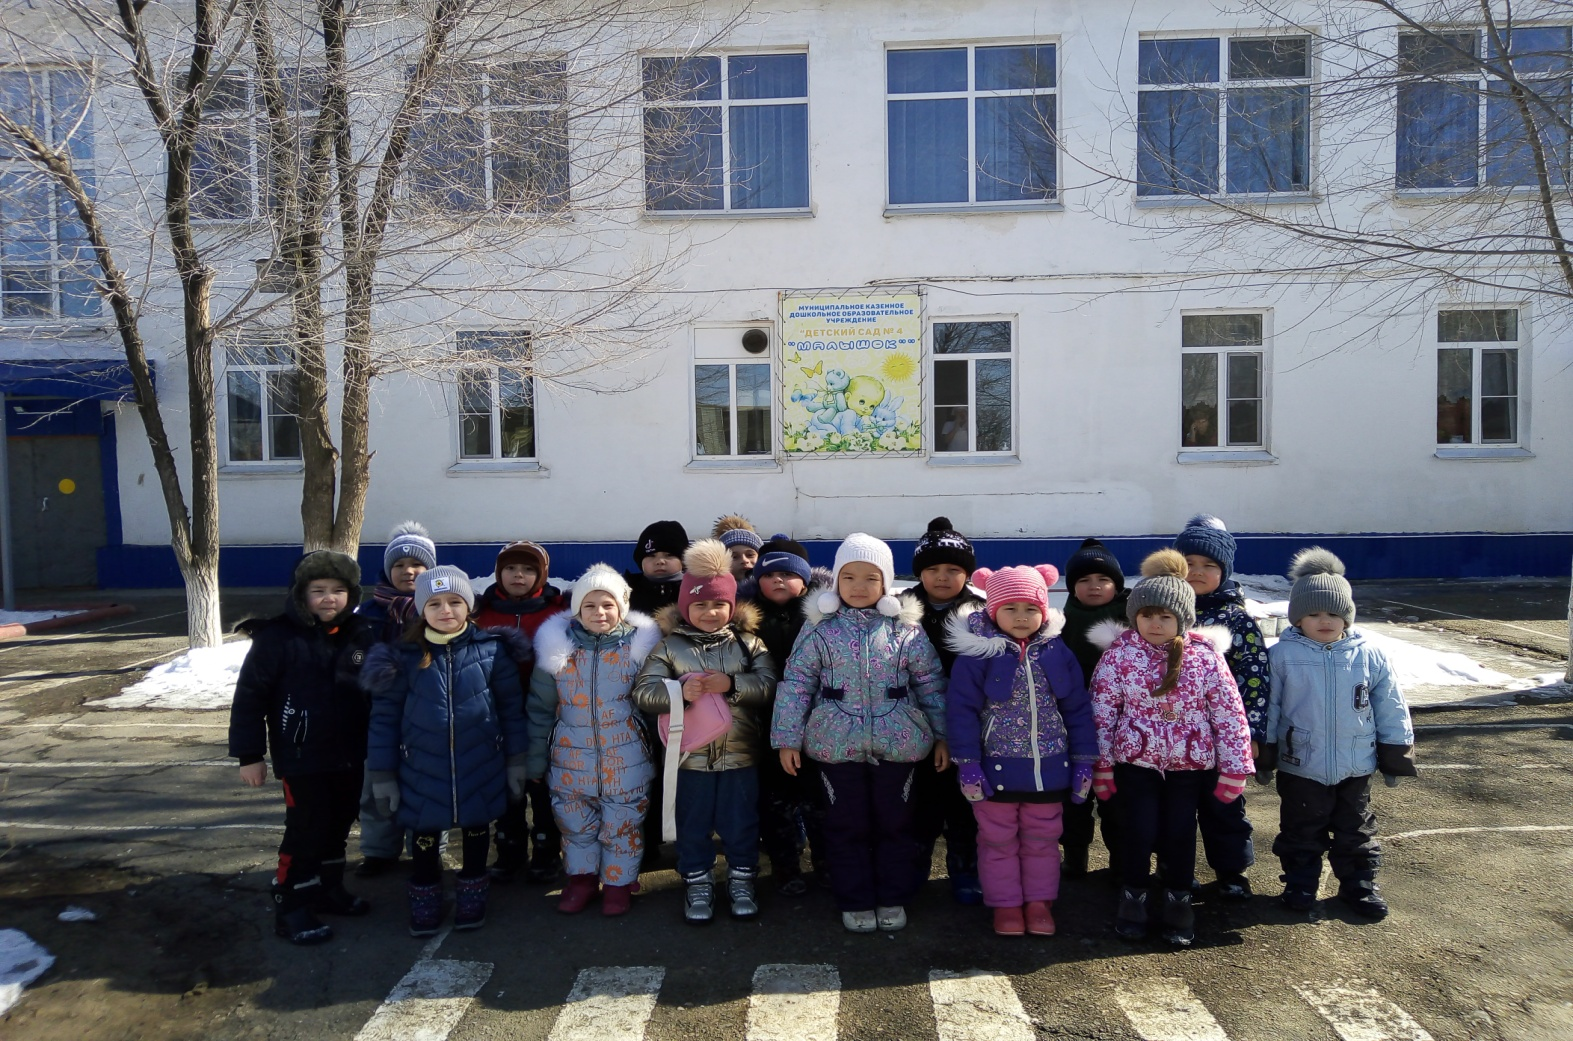 МУНИЦИПАЛЬНОЕ КАЗЕННОЕ
ДОШКОЛЬНОЕ ОБРАЗОВАТЕЛЬНОЕ
УЧРЕЖДЕНИЕ
"ДЕТСКИЙ САД № 4
"МАЛЫШОК""